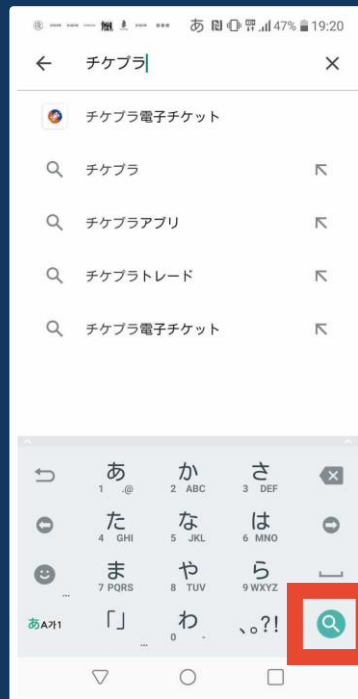 あ 47% 19:20
チケプラ
チケプラ電子チケット
チケプラ
チケプラアプリ
チケプラトレード
チケプラ電子チケット
あ か さ
1 .@ 2 ABC 3 DEF
た な は
4 GHI 5 JKL 6 MNO
ま や ら
7 PQRS 8 TUV 9 WXYZ
あAァ1 「」 わ 、。?!
... 0 -